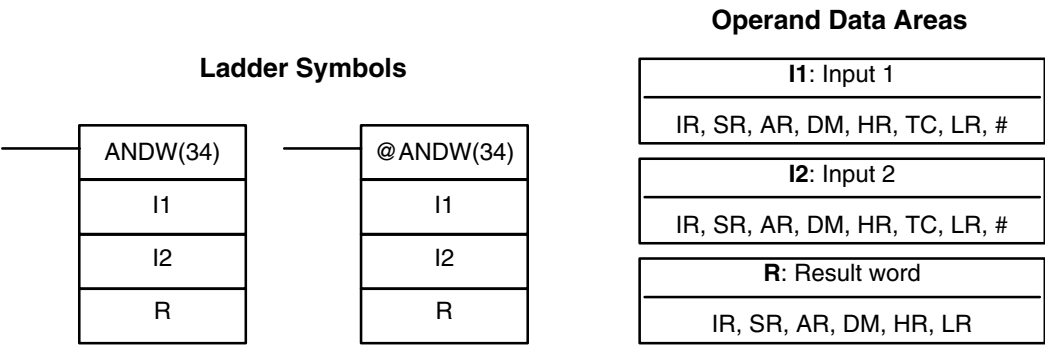 Operand Data Areas
Ladder Symbols
I1: Input 1
IR, SR, AR, DM, HR, TC, LR, #
ANDW(34)
@ANDW(34)
I2: Input 2
I1
I1
IR, SR, AR, DM, HR, TC, LR, #
I2
I2
R: Result word
R
R
IR, SR, AR, DM, HR, LR